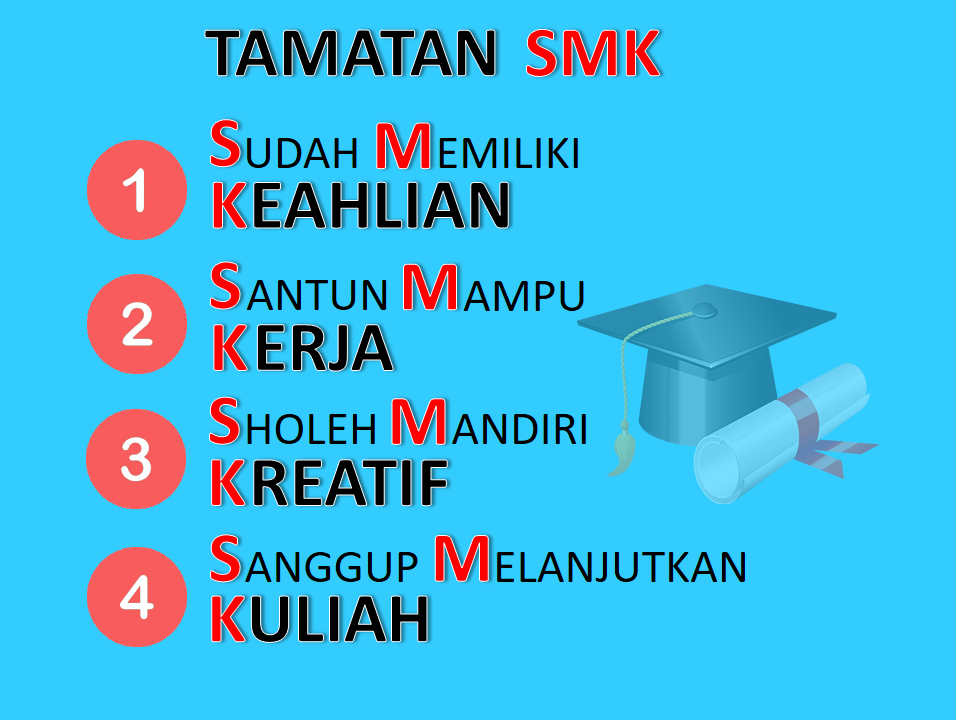 TAMATAN SMK
1
SUDAH MEMILIKI
KEAHLIAN
2
SANTUN MAMPU
KERJA
3
SHOLEH MANDIRI
KREATIF
4
SANGGUP MELANJUTKAN
KULIAH